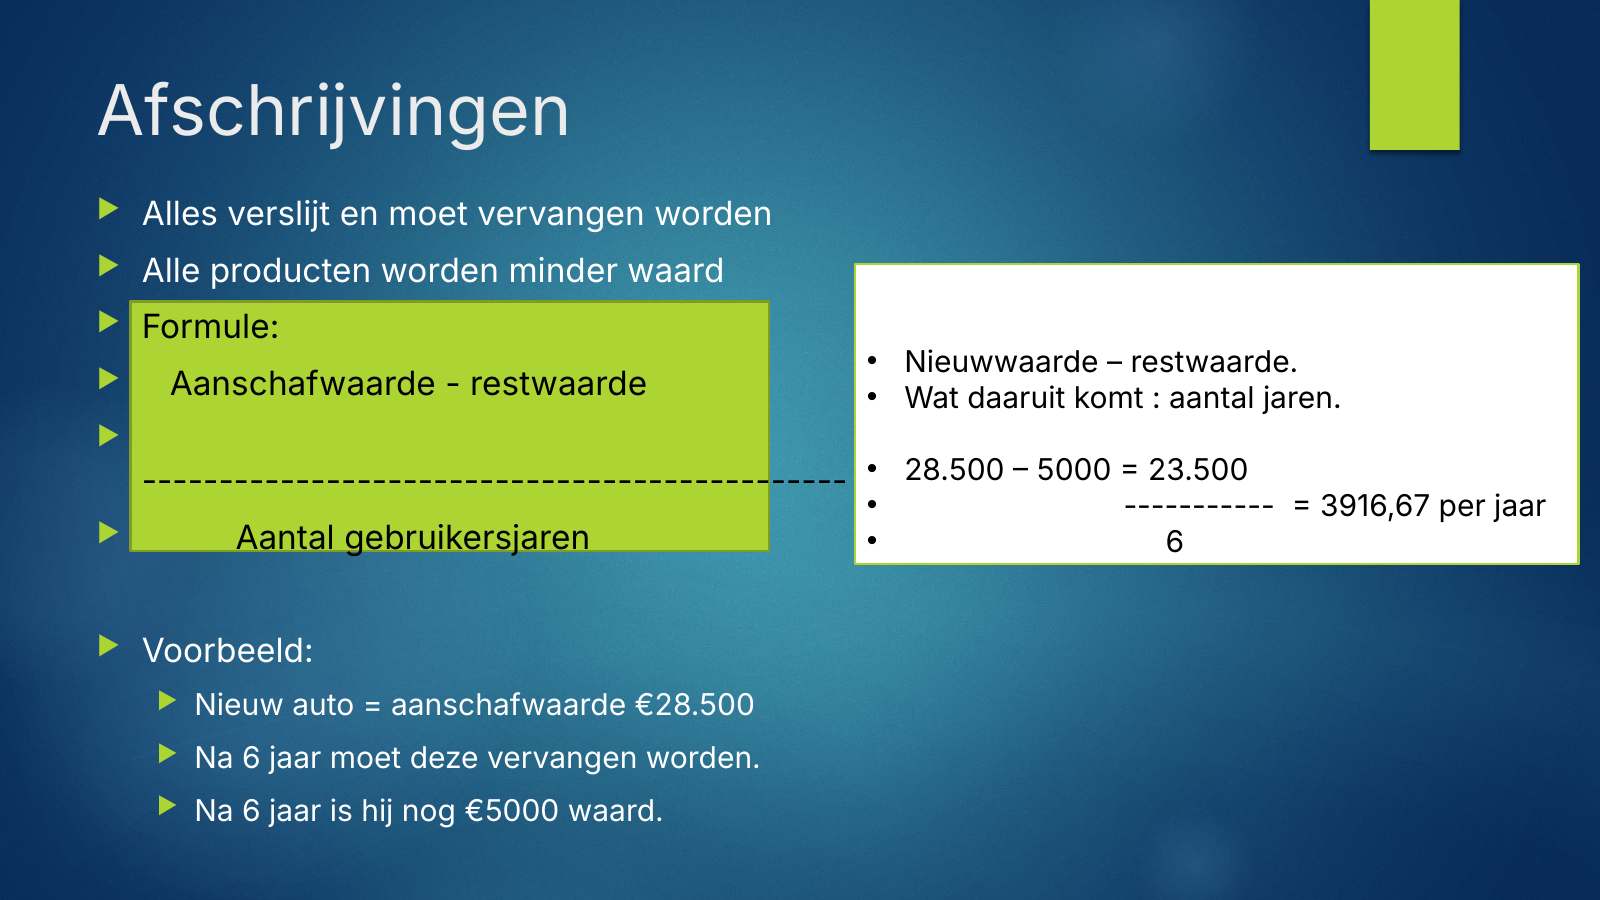 Afschrijvingen
Alles verslijt en moet vervangen worden
Alle producten worden minder waard
Formule:
Aanschafwaarde - restwaarde
----------------------------------------------
Aantal gebruikersjaren
Voorbeeld:
Nieuw auto = aanschafwaarde €28.500
Na 6 jaar moet deze vervangen worden.
Na 6 jaar is hij nog €5000 waard.
Nieuwwaarde – restwaarde.
Wat daaruit komt : aantal jaren.
28.500 – 5000 = 23.500
----------- = 3916,67 per jaar
6